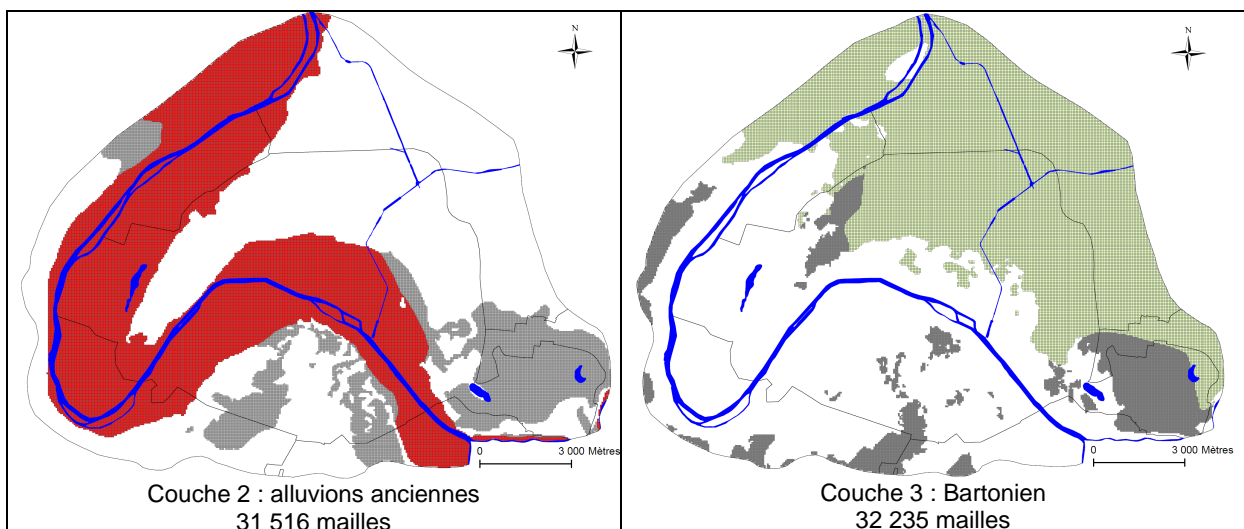 N
0 3 000 Mètres
Couche 2 : alluvions anciennes
31 516 mailles
N
0 3 000 Mètres
Couche 3 : Bartonien
32 235 mailles